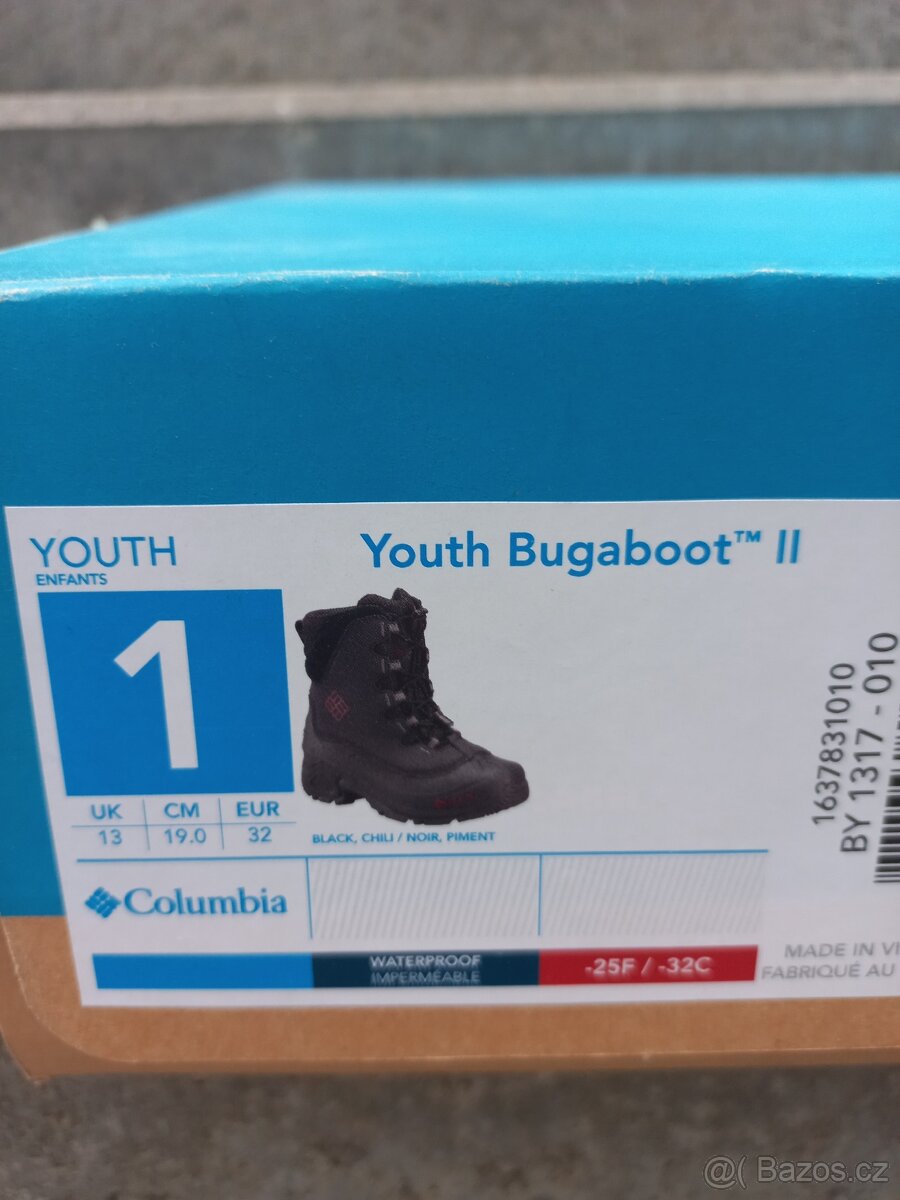 YOUTH
ENFANTS
Youth Bugaboot™ II
1
UK CM EUR
13 19.0 32
BLACK, CHILI / NOIR, PIMENT
1637831010
BY 1317 - 010
Columbia
WATERPROOF
IMPERMÉABLE
-25F / -32C
MADE IN VI
FABRIQUÉ AU
@( Bazos.cz